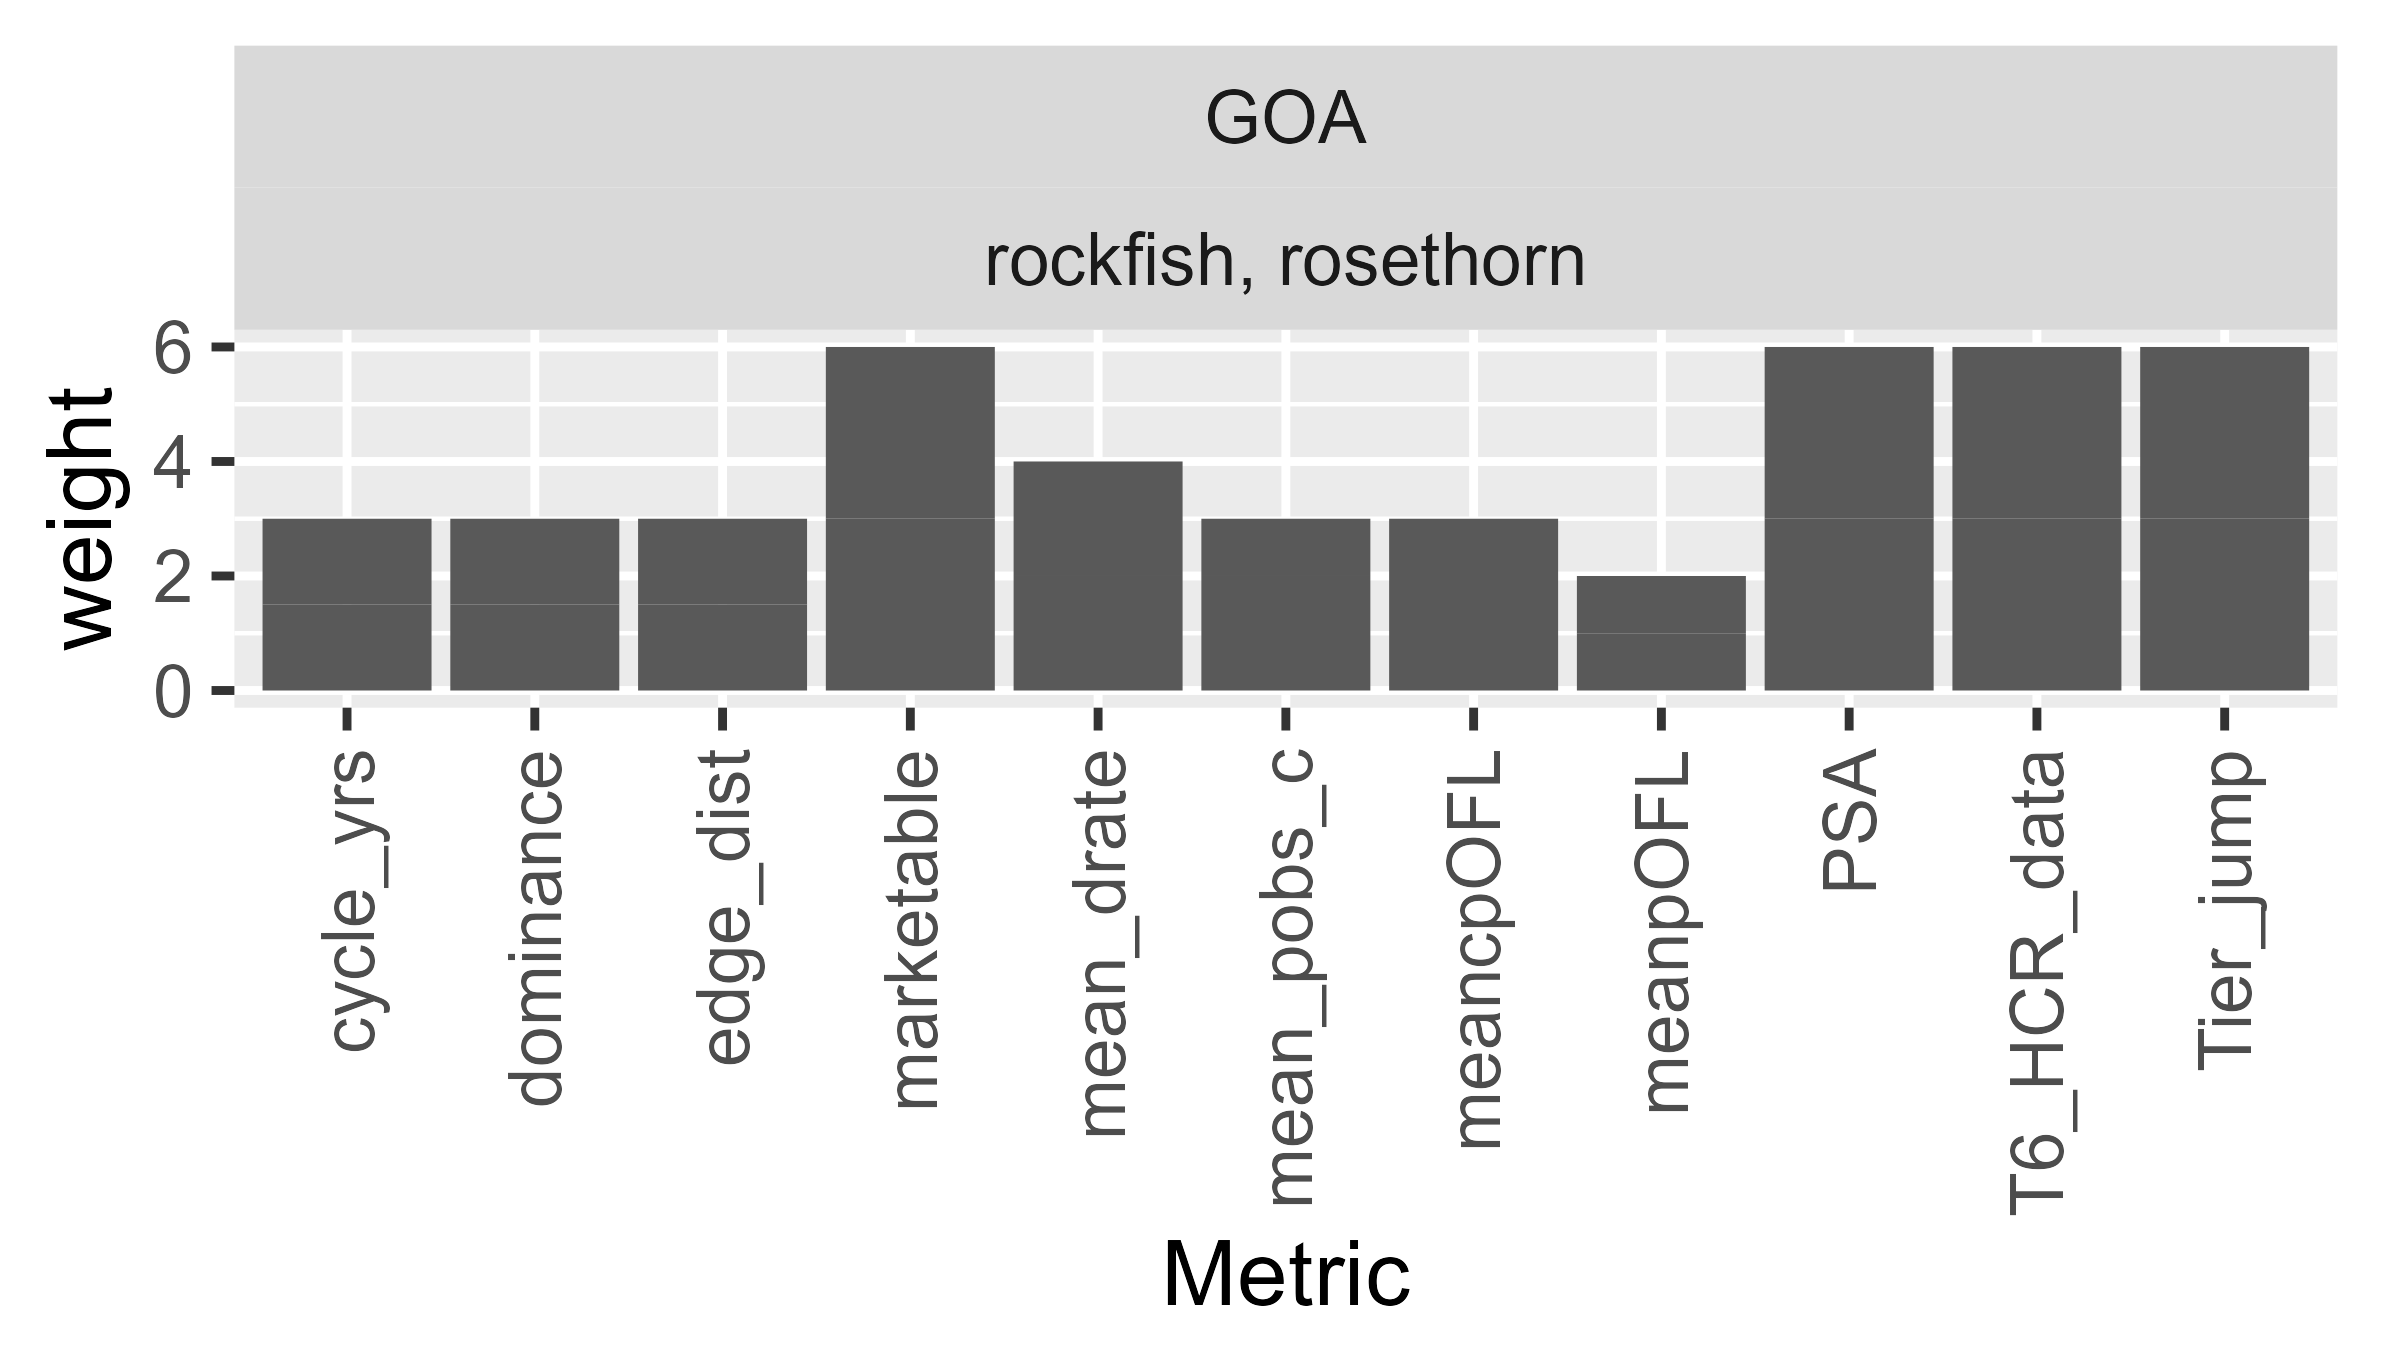 GOA
rockfish, rosethorn
weight
6
4
2
0
cycle_yrs
dominance
edge_dist
marketable
mean_drate
mean_pobs_c
meancpOFL
meanpOFL
PSA
T6_HCR_data
Tier_jump
Metric